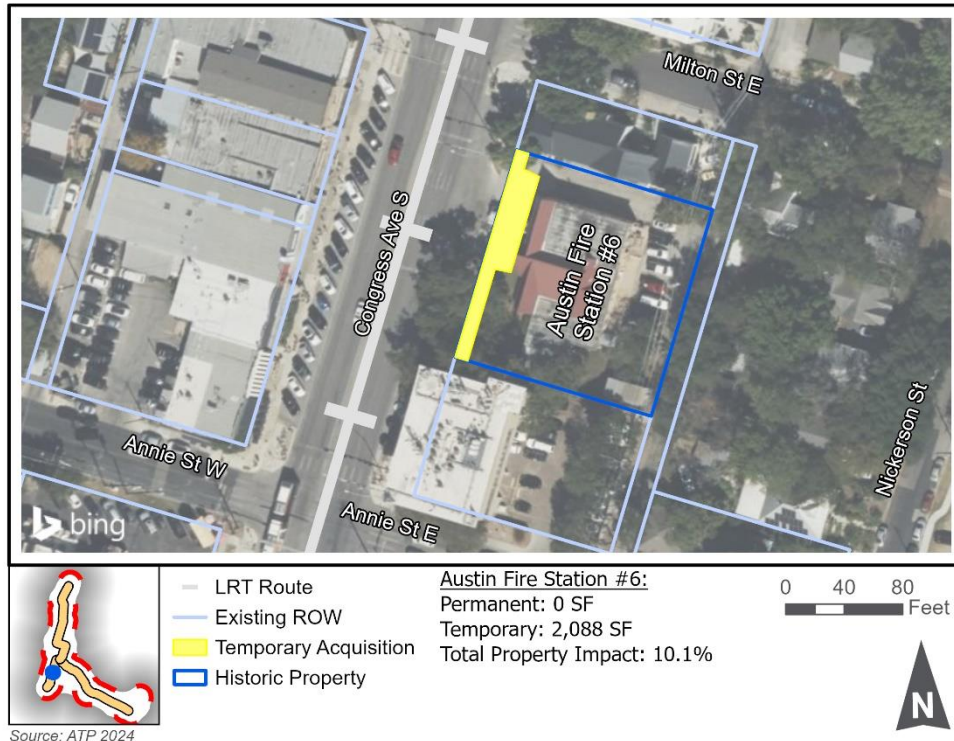 Milton St E
Congress Ave S
Austin Fire
Station #6
Nickerson St
Annie St W
Annie St E
bing
LRT Route
Existing ROW
Temporary Acquisition
Historic Property
Austin Fire Station #6:
Permanent: 0 SF
Temporary: 2,088 SF
Total Property Impact: 10.1%
0 40 80
Feet
N
Source: ATP 2024